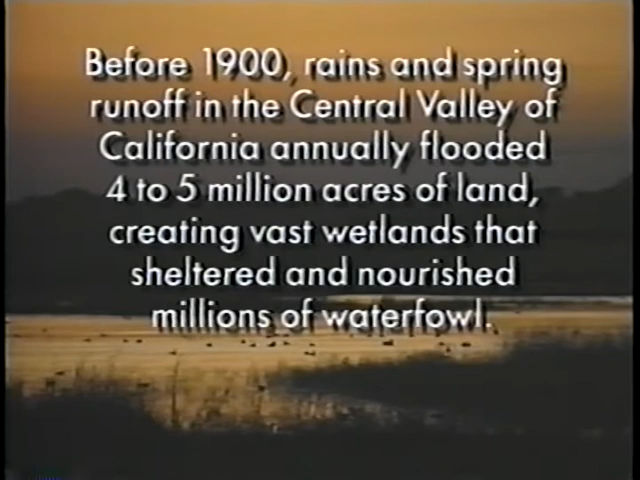 Before 1900, rains and spring
runoff in the Central Valley of
California annually flooded
4 to 5 million acres of land,
creating vast wetlands that
sheltered and nourished
millions of waterfowl.